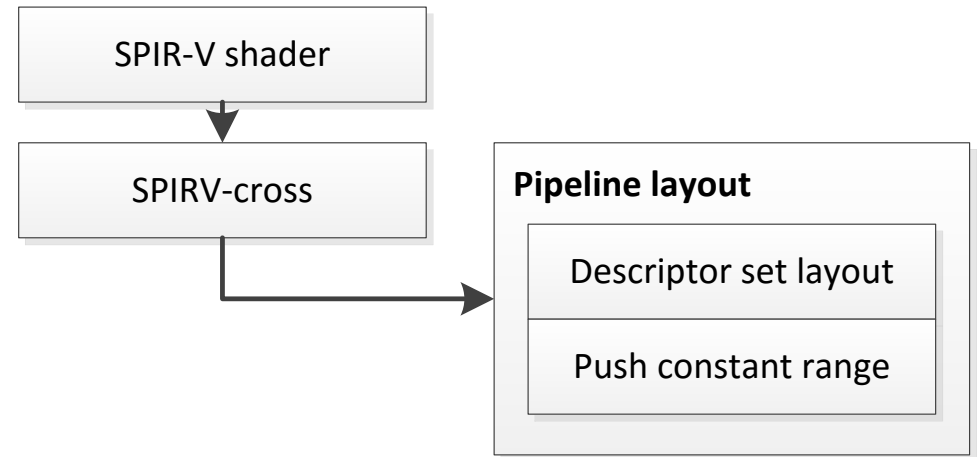 SPIR-V shader
SPIRV-cross
Pipeline layout
Descriptor set layout
Push constant range